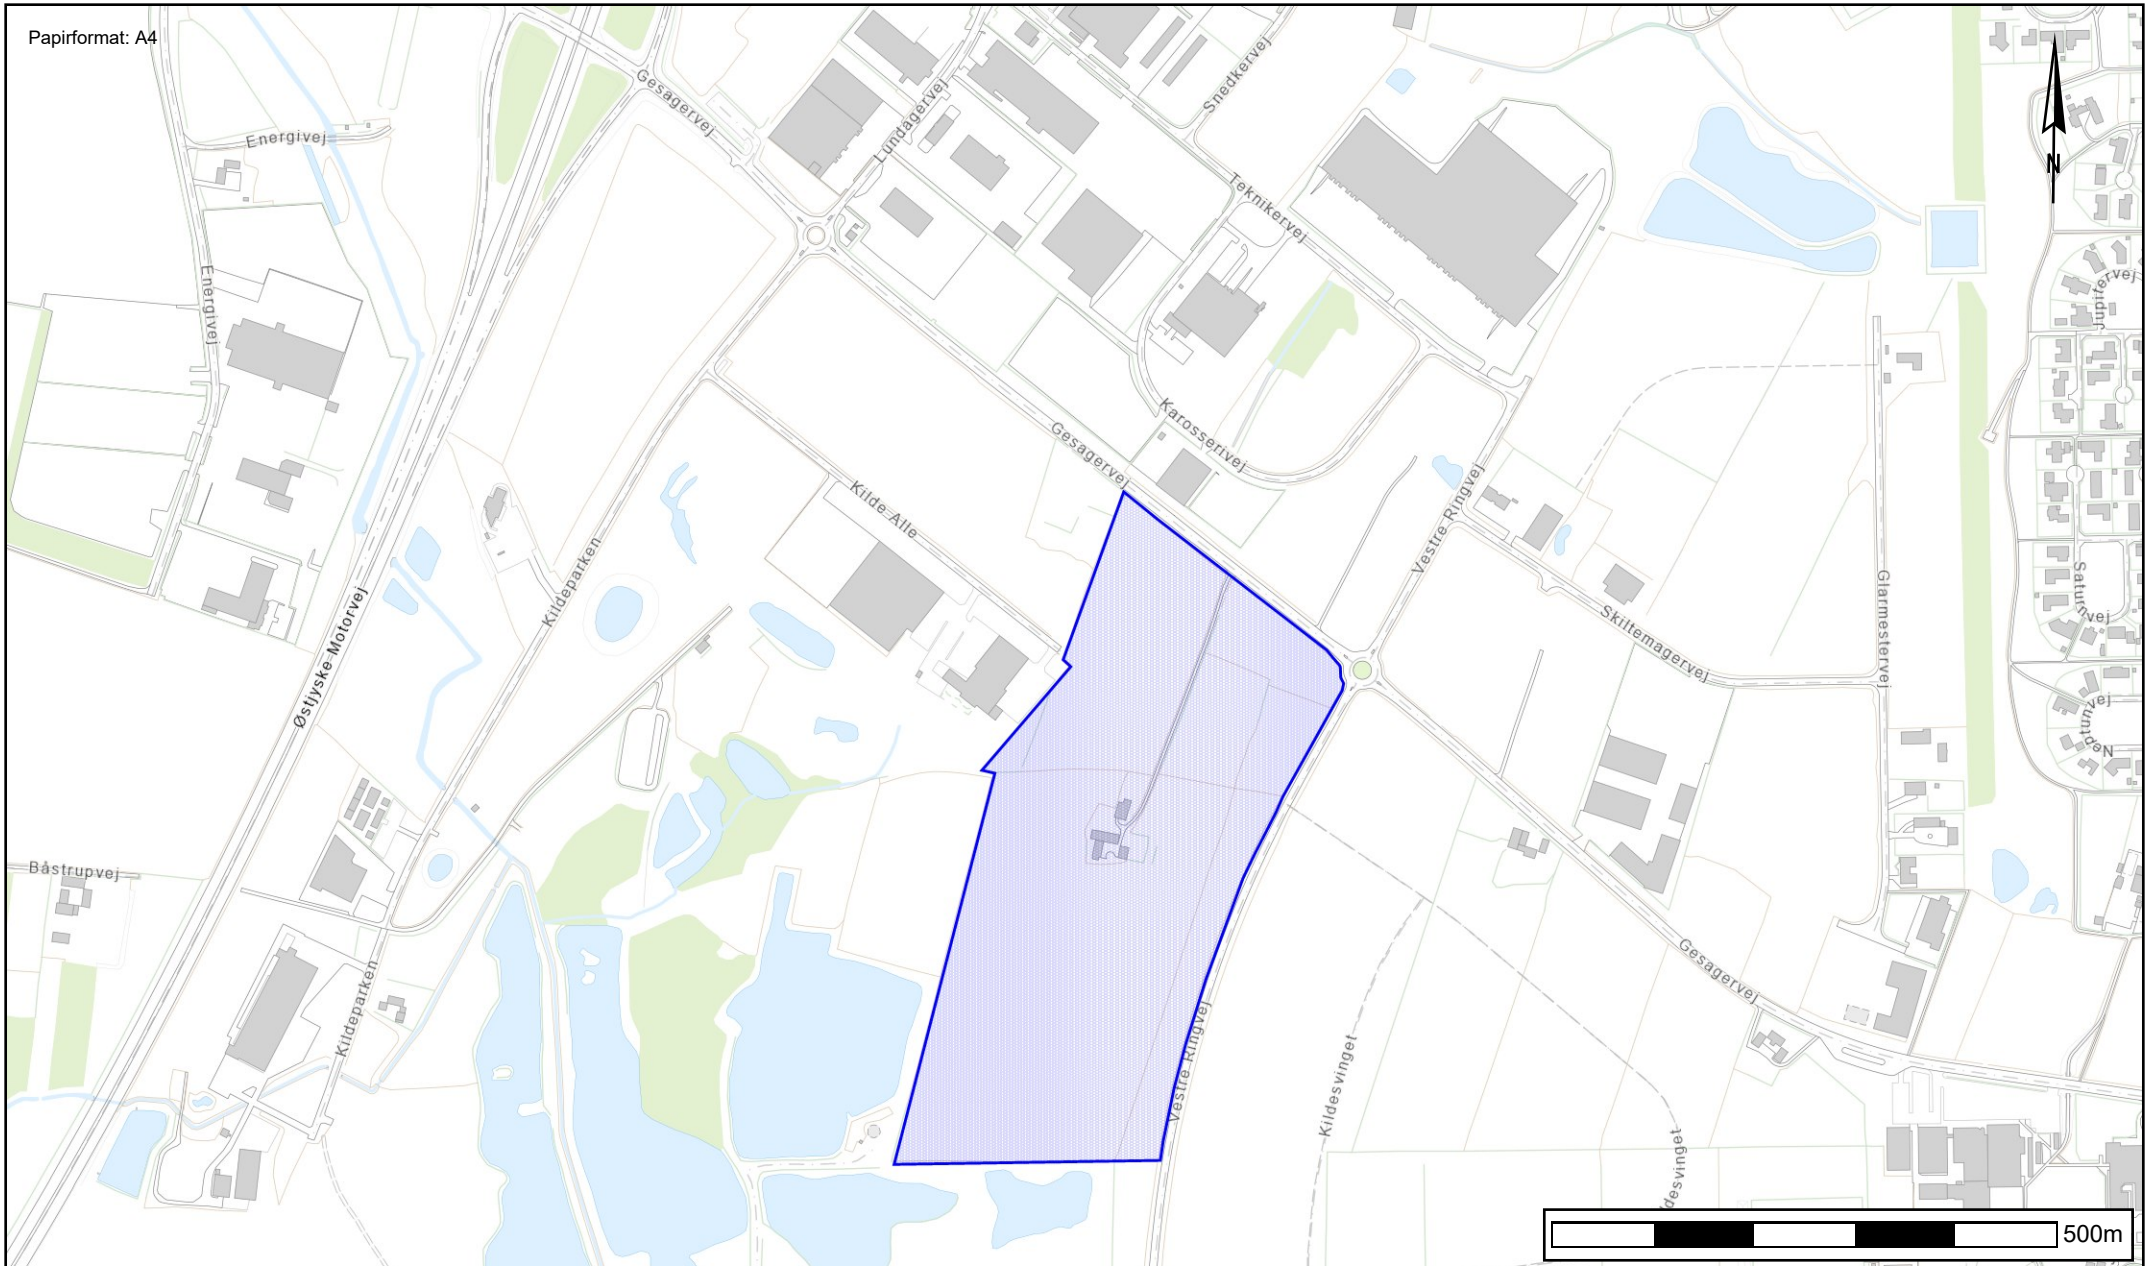 Papirformat: A4
N
Gesagervej
Lundagervej
Snedkervej
Energivej
Teknikervej
Energivej
Jupitervej
Karosserivej
Gesagervej
Kilde Alle
Vestre Ringvej
Kildeparken
Skiltemagervej
Glarmestervej
Saturnvej
Østjyske Motorvej
Neptunvej
Båstrupvej
Gesagervej
Kildeparken
Vestre Ringvej
Kildesvinget
ldesvinget
500m